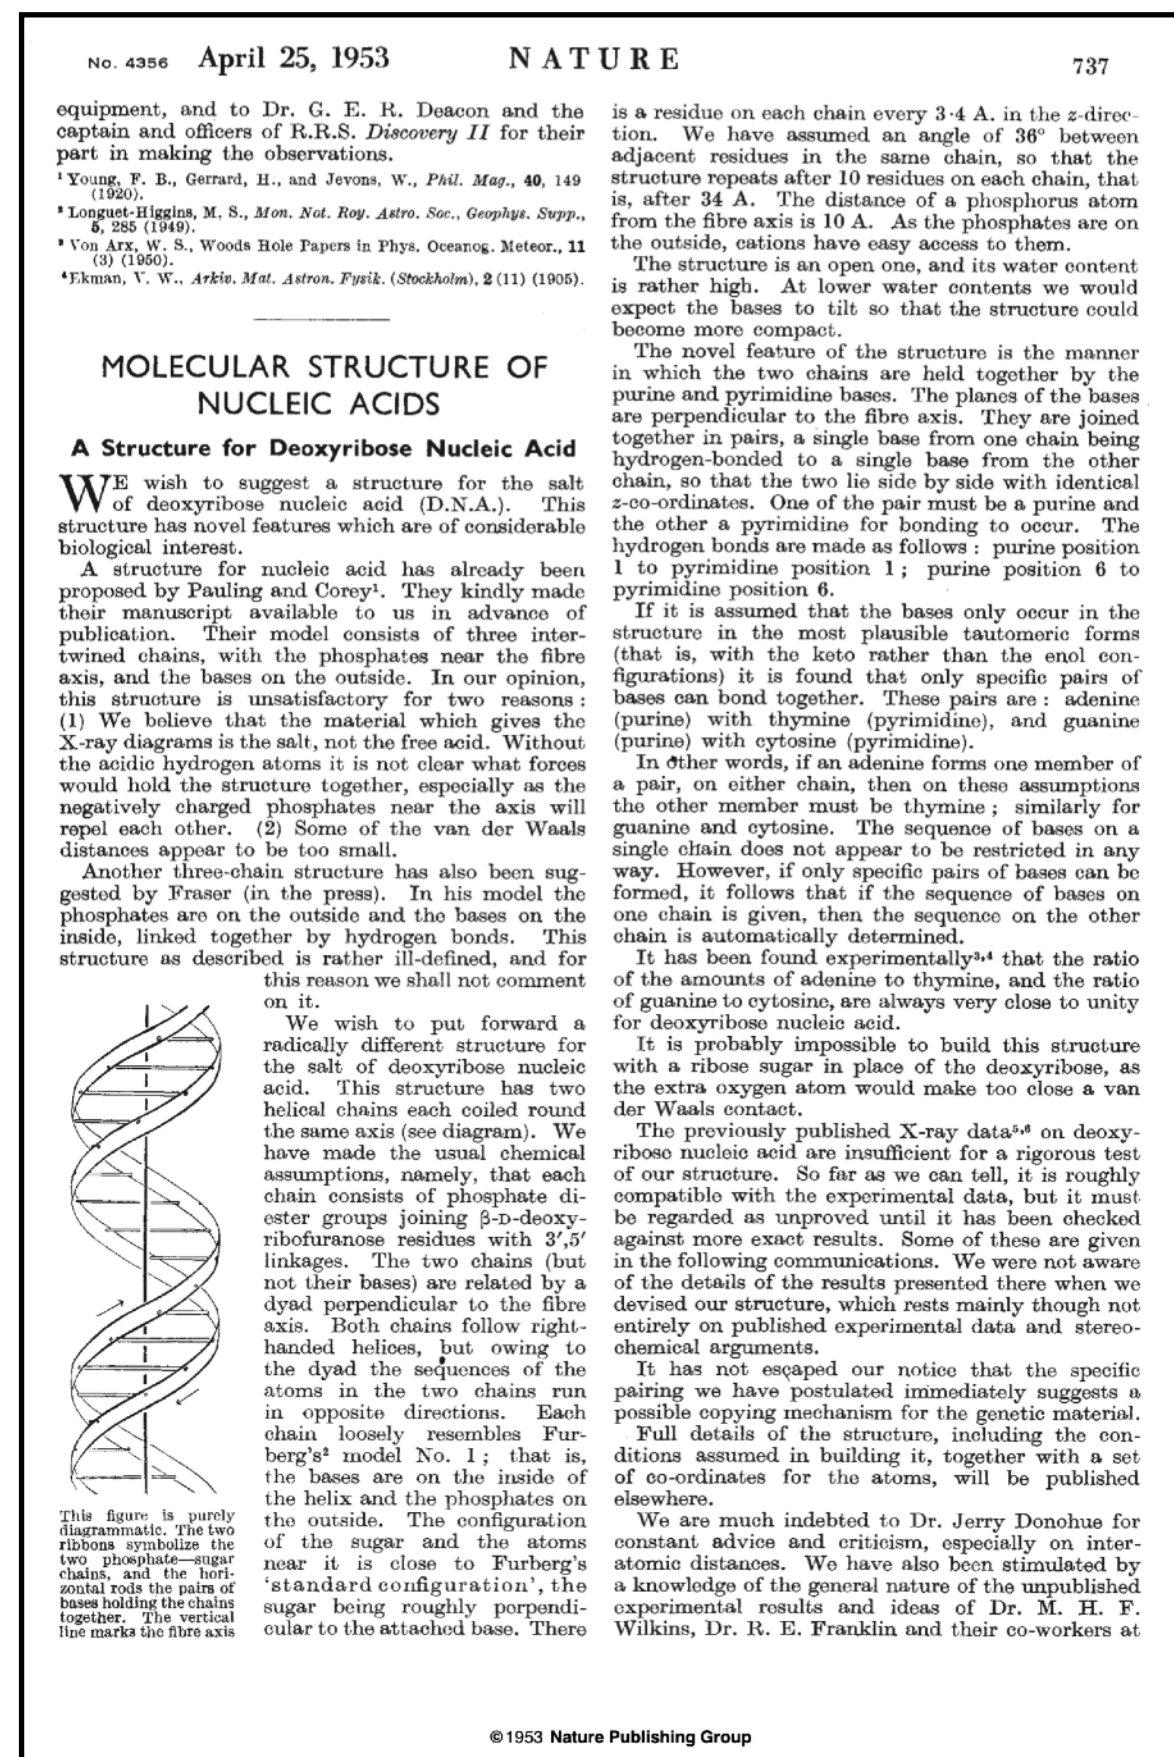 No. 4356 April 25, 1953 NATURE 737
equipment, and to Dr. G. E. R. Deacon and the
captain and officers of R.R.S. Discovery II for their
part in making the observations.
¹ Young, F. B., Gerrard, H., and Jevons, W., Phil. Mag., 40, 149
(1920).
² Longuet-Higgins, M. S., Mon. Not. Roy. Astro. Soc., Geophys. Supp.,
5, 285 (1949).
³ Von Arx, W. S., Woods Hole Papers in Phys. Oceanog. Meteor., 11
(3) (1950).
⁴ Ekman, V. W., Arkiv. Mat. Astron. Fysik. (Stockholm), 2 (11) (1905).
MOLECULAR STRUCTURE OF
NUCLEIC ACIDS
A Structure for Deoxyribose Nucleic Acid
WE wish to suggest a structure for the salt
of deoxyribose nucleic acid (D.N.A.). This
structure has novel features which are of considerable
biological interest.
A structure for nucleic acid has already been
proposed by Pauling and Corey¹. They kindly made
their manuscript available to us in advance of
publication. Their model consists of three inter-
twined chains, with the phosphates near the fibre
axis, and the bases on the outside. In our opinion,
this structure is unsatisfactory for two reasons :
(1) We believe that the material which gives the
X-ray diagrams is the salt, not the free acid. Without
the acidic hydrogen atoms it is not clear what forces
would hold the structure together, especially as the
negatively charged phosphates near the axis will
repel each other. (2) Some of the van der Waals
distances appear to be too small.
Another three-chain structure has also been sug-
gested by Fraser (in the press). In his model the
phosphates are on the outside and the bases on the
inside, linked together by hydrogen bonds. This
structure as described is rather ill-defined, and for
this reason we shall not comment
on it.
We wish to put forward a
radically different structure for
the salt of deoxyribose nucleic
acid. This structure has two
helical chains each coiled round
the same axis (see diagram). We
have made the usual chemical
assumptions, namely, that each
chain consists of phosphate di-
ester groups joining β-D-deoxy-
ribofuranose residues with 3′,5′
linkages. The two chains (but
not their bases) are related by a
dyad perpendicular to the fibre
axis. Both chains follow right-
handed helices, but owing to
the dyad the sequences of the
atoms in the two chains run
in opposite directions. Each
chain loosely resembles Fur-
berg's² model No. 1 ; that is,
the bases are on the inside of
the helix and the phosphates on
the outside. The configuration
of the sugar and the atoms
near it is close to Furberg's
'standard configuration', the
sugar being roughly perpendi-
cular to the attached base. There
This figure is purely
diagrammatic. The two
ribbons symbolize the
two phosphate—sugar
chains, and the hori-
zontal rods the pairs of
bases holding the chains
together. The vertical
line marks the fibre axis
is a residue on each chain every 3·4 A. in the z-direc-
tion. We have assumed an angle of 36° between
adjacent residues in the same chain, so that the
structure repeats after 10 residues on each chain, that
is, after 34 A. The distance of a phosphorus atom
from the fibre axis is 10 A. As the phosphates are on
the outside, cations have easy access to them.
The structure is an open one, and its water content
is rather high. At lower water contents we would
expect the bases to tilt so that the structure could
become more compact.
The novel feature of the structure is the manner
in which the two chains are held together by the
purine and pyrimidine bases. The planes of the bases
are perpendicular to the fibre axis. They are joined
together in pairs, a single base from one chain being
hydrogen-bonded to a single base from the other
chain, so that the two lie side by side with identical
z-co-ordinates. One of the pair must be a purine and
the other a pyrimidine for bonding to occur. The
hydrogen bonds are made as follows : purine position
1 to pyrimidine position 1 ; purine position 6 to
pyrimidine position 6.
If it is assumed that the bases only occur in the
structure in the most plausible tautomeric forms
(that is, with the keto rather than the enol con-
figurations) it is found that only specific pairs of
bases can bond together. These pairs are : adenine
(purine) with thymine (pyrimidine), and guanine
(purine) with cytosine (pyrimidine).
In other words, if an adenine forms one member of
a pair, on either chain, then on these assumptions
the other member must be thymine ; similarly for
guanine and cytosine. The sequence of bases on a
single chain does not appear to be restricted in any
way. However, if only specific pairs of bases can be
formed, it follows that if the sequence of bases on
one chain is given, then the sequence on the other
chain is automatically determined.
It has been found experimentally³,⁴ that the ratio
of the amounts of adenine to thymine, and the ratio
of guanine to cytosine, are always very close to unity
for deoxyribose nucleic acid.
It is probably impossible to build this structure
with a ribose sugar in place of the deoxyribose, as
the extra oxygen atom would make too close a van
der Waals contact.
The previously published X-ray data⁵,⁶ on deoxy-
ribose nucleic acid are insufficient for a rigorous test
of our structure. So far as we can tell, it is roughly
compatible with the experimental data, but it must
be regarded as unproved until it has been checked
against more exact results. Some of these are given
in the following communications. We were not aware
of the details of the results presented there when we
devised our structure, which rests mainly though not
entirely on published experimental data and stereo-
chemical arguments.
It has not escaped our notice that the specific
pairing we have postulated immediately suggests a
possible copying mechanism for the genetic material.
Full details of the structure, including the con-
ditions assumed in building it, together with a set
of co-ordinates for the atoms, will be published
elsewhere.
We are much indebted to Dr. Jerry Donohue for
constant advice and criticism, especially on inter-
atomic distances. We have also been stimulated by
a knowledge of the general nature of the unpublished
experimental results and ideas of Dr. M. H. F.
Wilkins, Dr. R. E. Franklin and their co-workers at
©1953 Nature Publishing Group